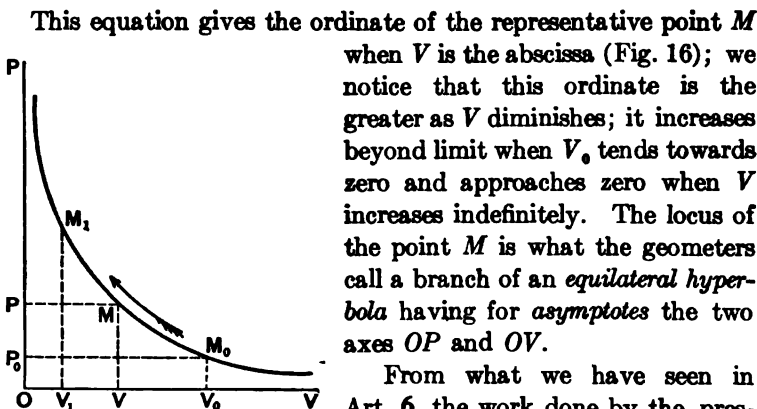 This equation gives the ordinate of the representative point M
when V is the abscissa (Fig. 16); we
notice that this ordinate is the
greater as V diminishes; it increases
beyond limit when V₀ tends towards
zero and approaches zero when V
increases indefinitely. The locus of
the point M is what the geometers
call a branch of an equilateral hyper-
bola having for asymptotes the two
axes OP and OV.
From what we have seen in
Art. 6, the work done by the pres-
P
M₁
P
M
M₀
P₀
O V₁ V V₀ V